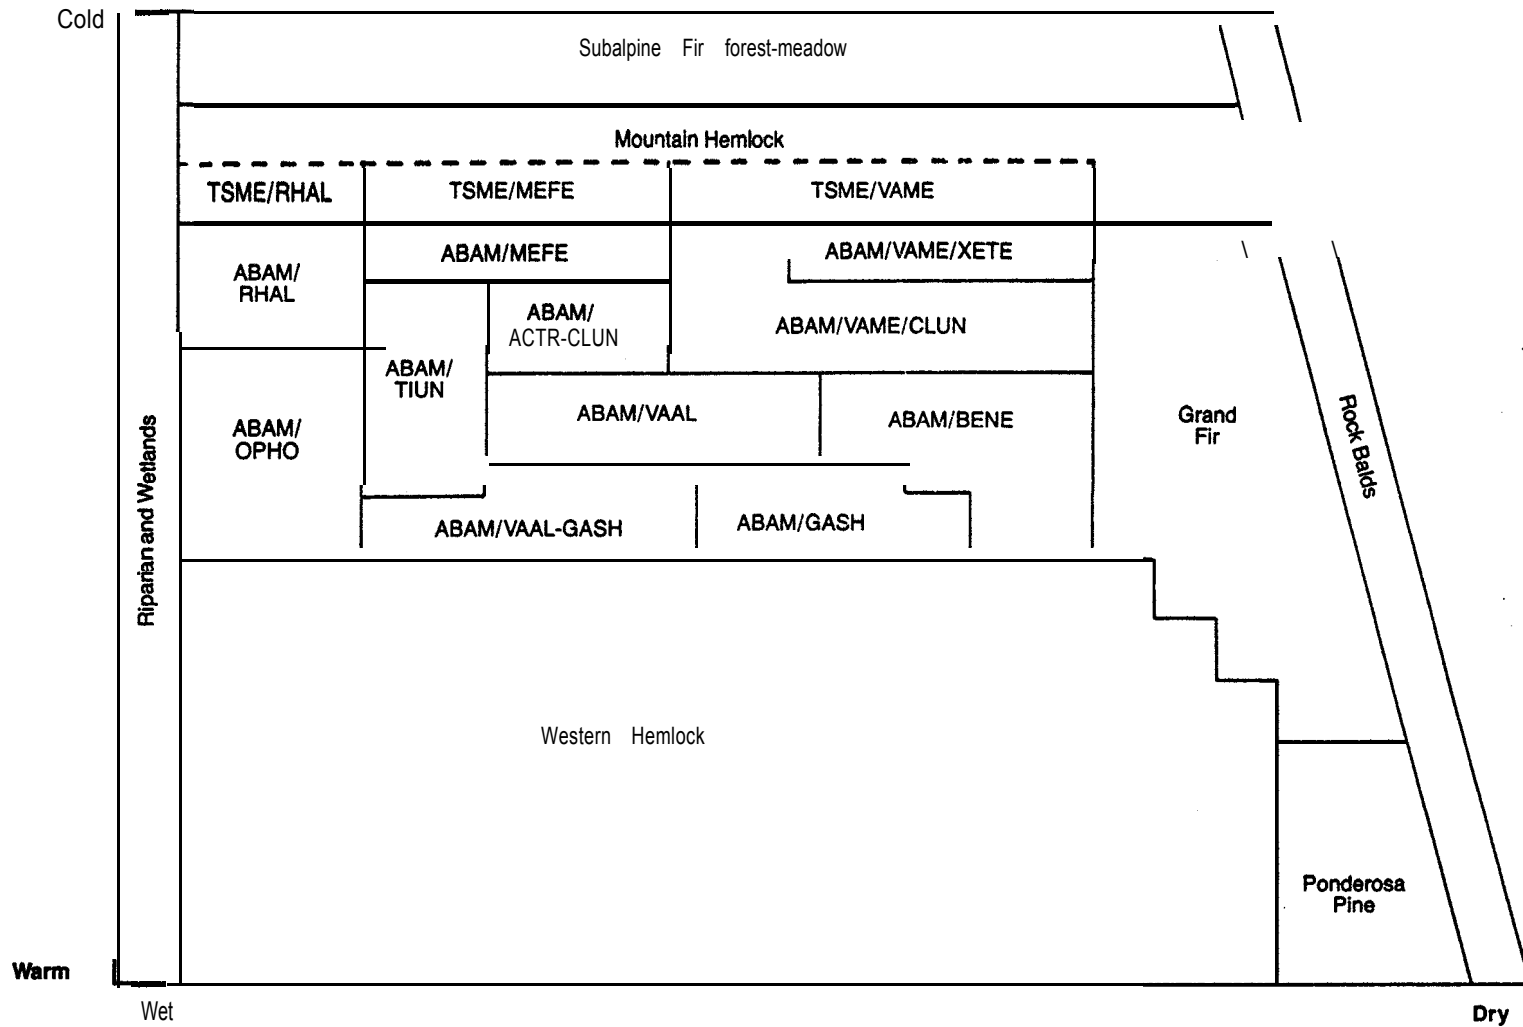 Cold
Subalpine Fir forest-meadow
Mountain Hemlock
TSME/RHAL
TSME/MEFE
TSME/VAME
ABAM/MEFE
ABAM/VAME/XETE
ABAM/
RHAL
ABAM/
ACTR-CLUN
ABAM/VAME/CLUN
ABAM/
TIUN
ABAM/VAAL
ABAM/BENE
Grand
Fir
Rock Balds
ABAM/
OPHO
Riparian and Wetlands
ABAM/VAAL-GASH
ABAM/GASH
Western Hemlock
Ponderosa
Pine
Warm
Wet
Dry